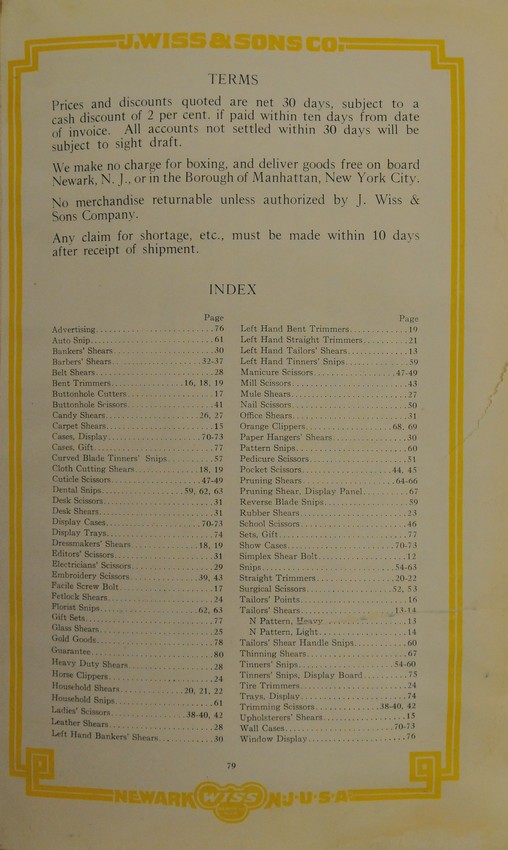 J. WISS & SONS CO.
TERMS
Prices and discounts quoted are net 30 days, subject to a
cash discount of 2 per cent. if paid within ten days from date
of invoice. All accounts not settled within 30 days will be
subject to sight draft.
We make no charge for boxing, and deliver goods free on board
Newark, N. J., or in the Borough of Manhattan, New York City.
No merchandise returnable unless authorized by J. Wiss &
Sons Company.
Any claim for shortage, etc., must be made within 10 days
after receipt of shipment.
INDEX
Page
Advertising..........................76
Auto Snip..........................61
Bankers' Shears..........................30
Barbers' Shears..........................32-37
Belt Shears..........................28
Bent Trimmers..........................16, 18, 19
Buttonhole Cutters..........................17
Buttonhole Scissors..........................41
Candy Shears..........................26, 27
Carpet Shears..........................15
Cases, Display..........................70-73
Cases, Gift..........................77
Curved Blade Tinners' Snips..........................57
Cloth Cutting Shears..........................18, 19
Cuticle Scissors..........................47-49
Dental Snips..........................59, 62, 63
Desk Scissors..........................31
Desk Shears..........................31
Display Cases..........................70-73
Display Trays..........................74
Dressmakers' Shears..........................18, 19
Editors' Scissors..........................31
Electricians' Scissors..........................29
Embroidery Scissors..........................39, 43
Facile Screw Bolt..........................17
Fetlock Shears..........................24
Florist Snips..........................62, 63
Gift Sets..........................77
Glass Shears..........................25
Gold Goods..........................78
Guarantee..........................80
Heavy Duty Shears..........................28
Horse Clippers..........................24
Household Shears..........................20, 21, 22
Household Snips..........................61
Ladies' Scissors..........................38-40, 42
Leather Shears..........................28
Left Hand Bankers' Shears..........................30
Page
Left Hand Bent Trimmers..........................19
Left Hand Straight Trimmers..........................21
Left Hand Tailors' Shears..........................13
Left Hand Tinners' Snips..........................59
Manicure Scissors..........................47-49
Mill Scissors..........................43
Mule Shears..........................27
Nail Scissors..........................50
Office Shears..........................31
Orange Clippers..........................68, 69
Paper Hangers' Shears..........................30
Pattern Snips..........................60
Pedicure Scissors..........................51
Pocket Scissors..........................44, 45
Pruning Shears..........................64-66
Pruning Shear, Display Panel..........................67
Reverse Blade Snips..........................59
Rubber Shears..........................23
School Scissors..........................46
Sets, Gift..........................77
Show Cases..........................70-73
Simplex Shear Bolt..........................12
Snips..........................54-63
Straight Trimmers..........................20-22
Surgical Scissors..........................52, 53
Tailors' Points..........................16
Tailors' Shears..........................13-14
N Pattern, Heavy..........................13
N Pattern, Light..........................14
Tailors' Shear Handle Snips..........................60
Thinning Shears..........................67
Tinners' Snips..........................54-60
Tinners' Snips, Display Board..........................75
Tire Trimmers..........................24
Trays, Display..........................74
Trimming Scissors..........................38-40, 42
Upholsterers' Shears..........................15
Wall Cases..........................70-73
Window Display..........................76
79
NEWARK WISS N.J.U.S.A.